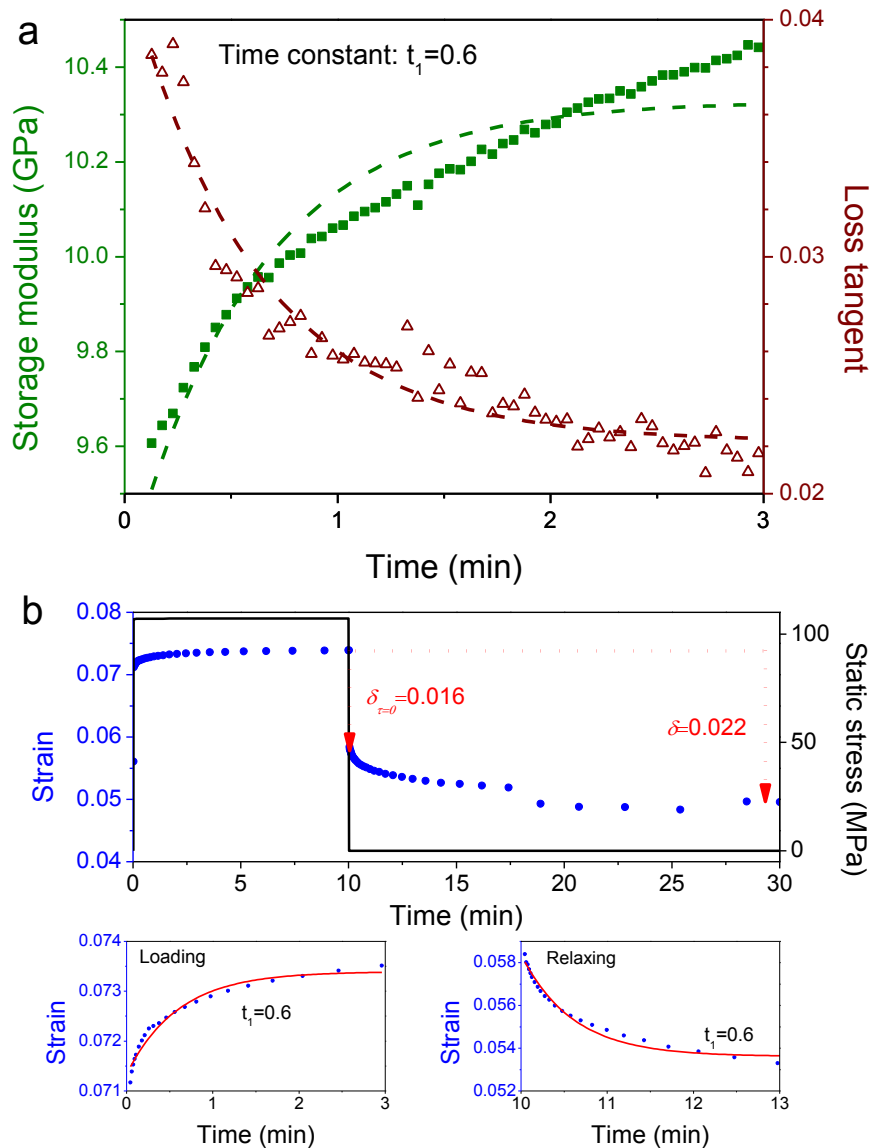 a
Time constant: t₁=0.6
10.4
10.2
10.0
9.8
9.6
Storage modulus (GPa)
0.04
0.03
0.02
Loss tangent
0 1 2 3
Time (min)
b
0.08
0.07
0.06
0.05
0.04
Strain
δτ=0=0.016
δ=0.022
100
50
0
Static stress (MPa)
0 5 10 15 20 25 30
Time (min)
0.074
0.073
0.072
0.071
Strain
Loading
t₁=0.6
0 1 2 3
Time (min)
0.058
0.056
0.054
0.052
Strain
Relaxing
t₁=0.6
10 11 12 13
Time (min)